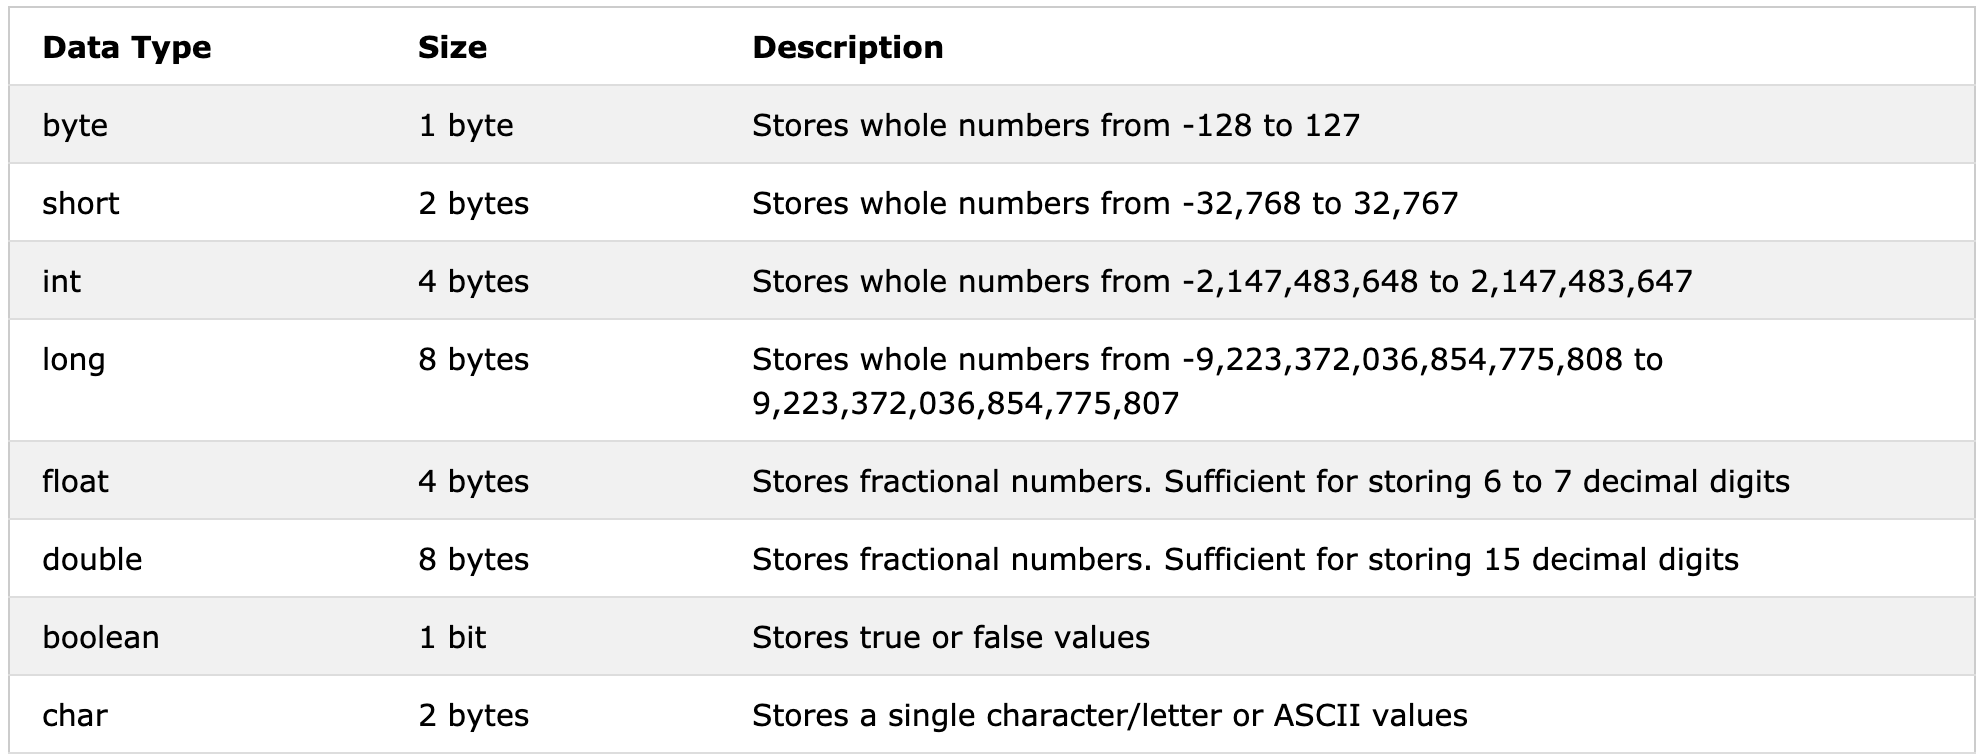 Data Type Size Description
byte 1 byte Stores whole numbers from -128 to 127
short 2 bytes Stores whole numbers from -32,768 to 32,767
int 4 bytes Stores whole numbers from -2,147,483,648 to 2,147,483,647
long 8 bytes Stores whole numbers from -9,223,372,036,854,775,808 to
9,223,372,036,854,775,807
float 4 bytes Stores fractional numbers. Sufficient for storing 6 to 7 decimal digits
double 8 bytes Stores fractional numbers. Sufficient for storing 15 decimal digits
boolean 1 bit Stores true or false values
char 2 bytes Stores a single character/letter or ASCII values